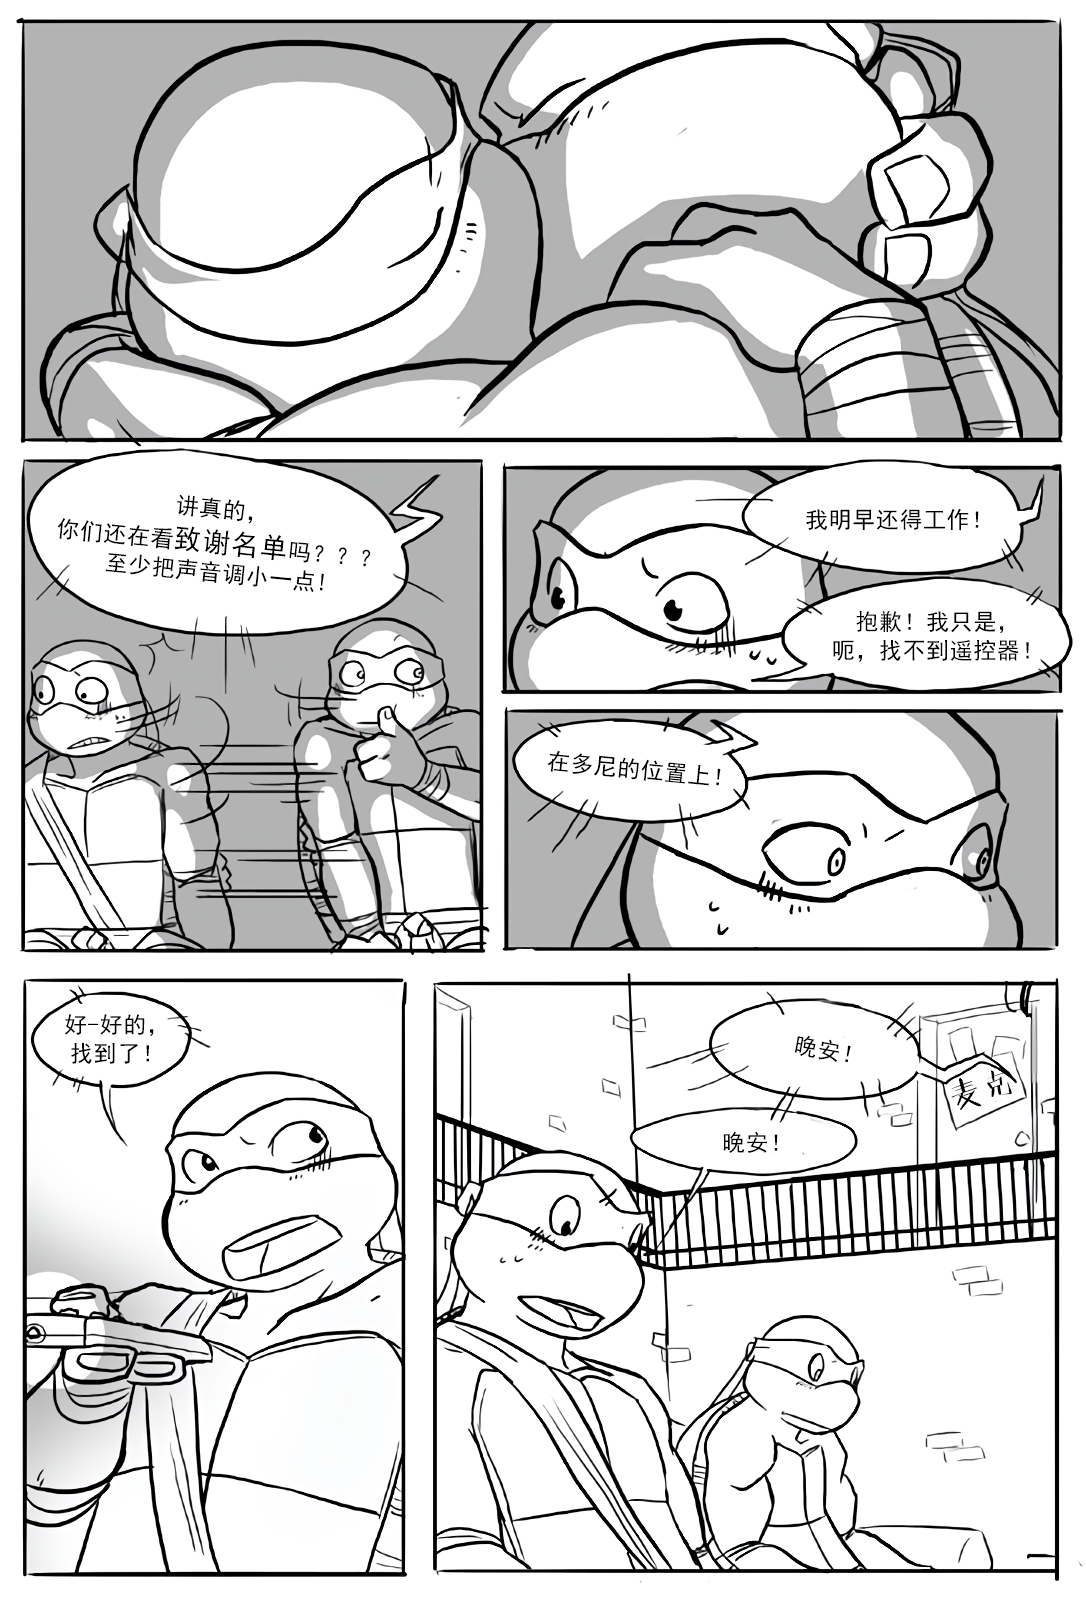 讲真的，
你们还在看致谢名单吗？？？
至少把声音调小一点！
我明早还得工作！
抱歉！我只是，
呃，找不到遥控器！
在多尼的位置上！
好-好的，
找到了！
晚安！
麦克
晚安！